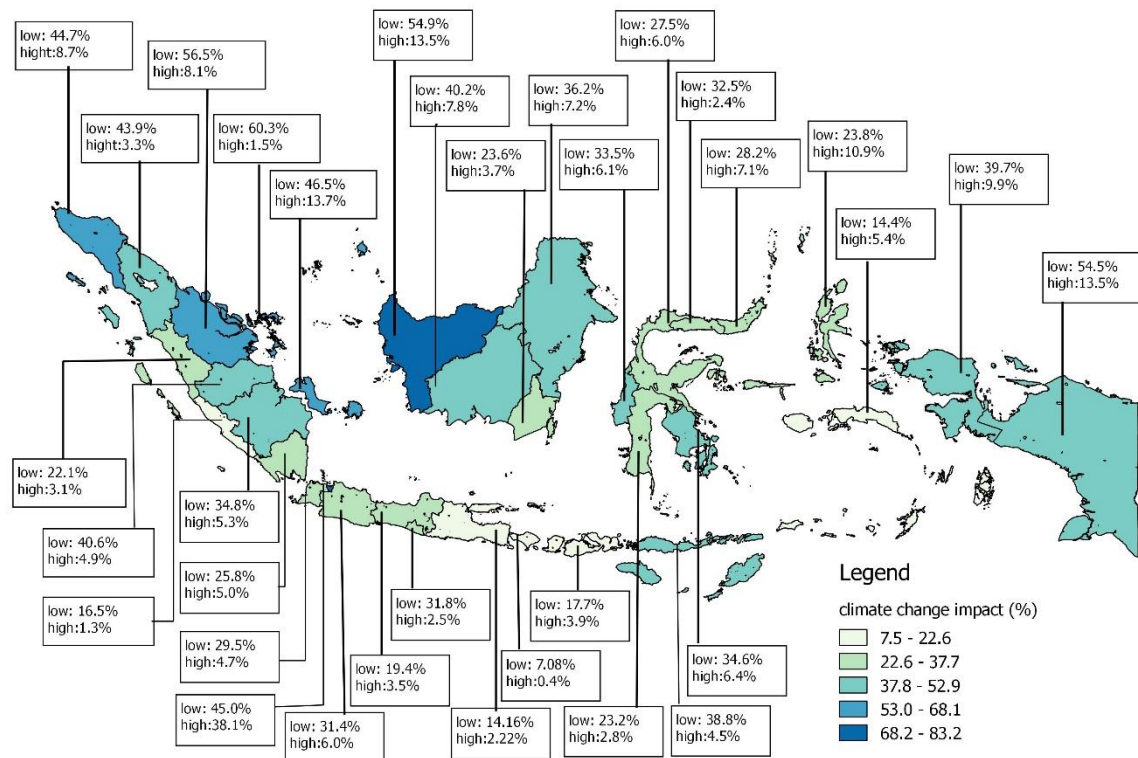 low: 44.7%
hight:8.7%
low: 56.5%
high:8.1%
low: 54.9%
high:13.5%
low: 27.5%
high:6.0%
low: 43.9%
high:3.3%
low: 60.3%
high:1.5%
low: 40.2%
high:7.8%
low: 36.2%
high:7.2%
low: 32.5%
high:2.4%
low: 46.5%
high:13.7%
low: 23.6%
high:3.7%
low: 33.5%
high:6.1%
low: 28.2%
high:7.1%
low: 23.8%
high:10.9%
low: 39.7%
high:9.9%
low: 14.4%
high:5.4%
low: 54.5%
high:13.5%
low: 22.1%
high:3.1%
low: 34.8%
high:5.3%
low: 40.6%
high:4.9%
low: 25.8%
high:5.0%
low: 16.5%
high:1.3%
low: 29.5%
high:4.7%
low: 31.8%
high:2.5%
low: 17.7%
high:3.9%
low: 19.4%
high:3.5%
low: 7.08%
high:0.4%
low: 34.6%
high:6.4%
low: 45.0%
high:38.1%
low: 31.4%
high:6.0%
low: 14.16%
high:2.22%
low: 23.2%
high:2.8%
low: 38.8%
high:4.5%
Legend
climate change impact (%)
7.5 - 22.6
22.6 - 37.7
37.8 - 52.9
53.0 - 68.1
68.2 - 83.2